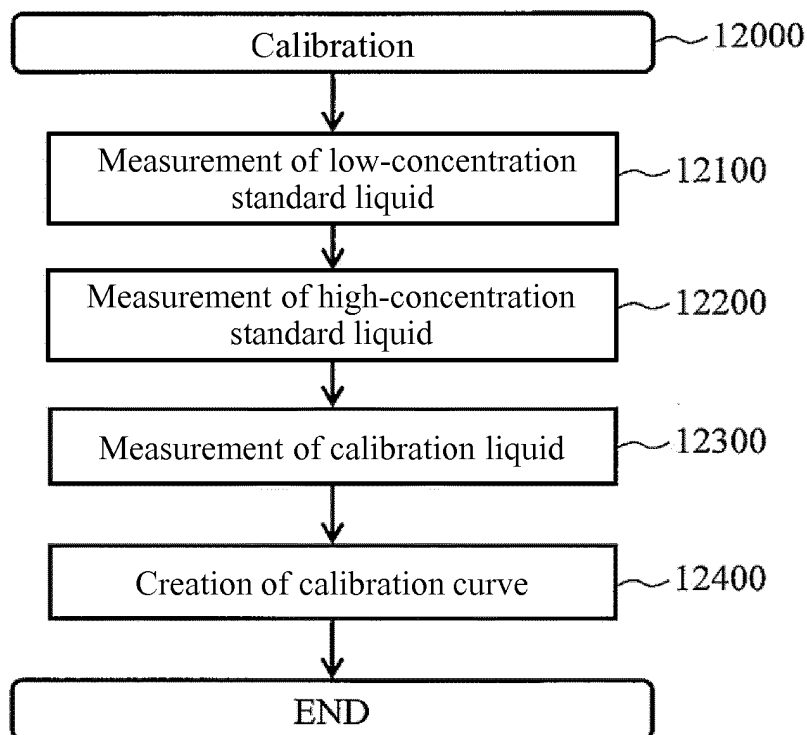 Calibration
12000
Measurement of low-concentration
standard liquid
12100
Measurement of high-concentration
standard liquid
12200
Measurement of calibration liquid
12300
Creation of calibration curve
12400
END